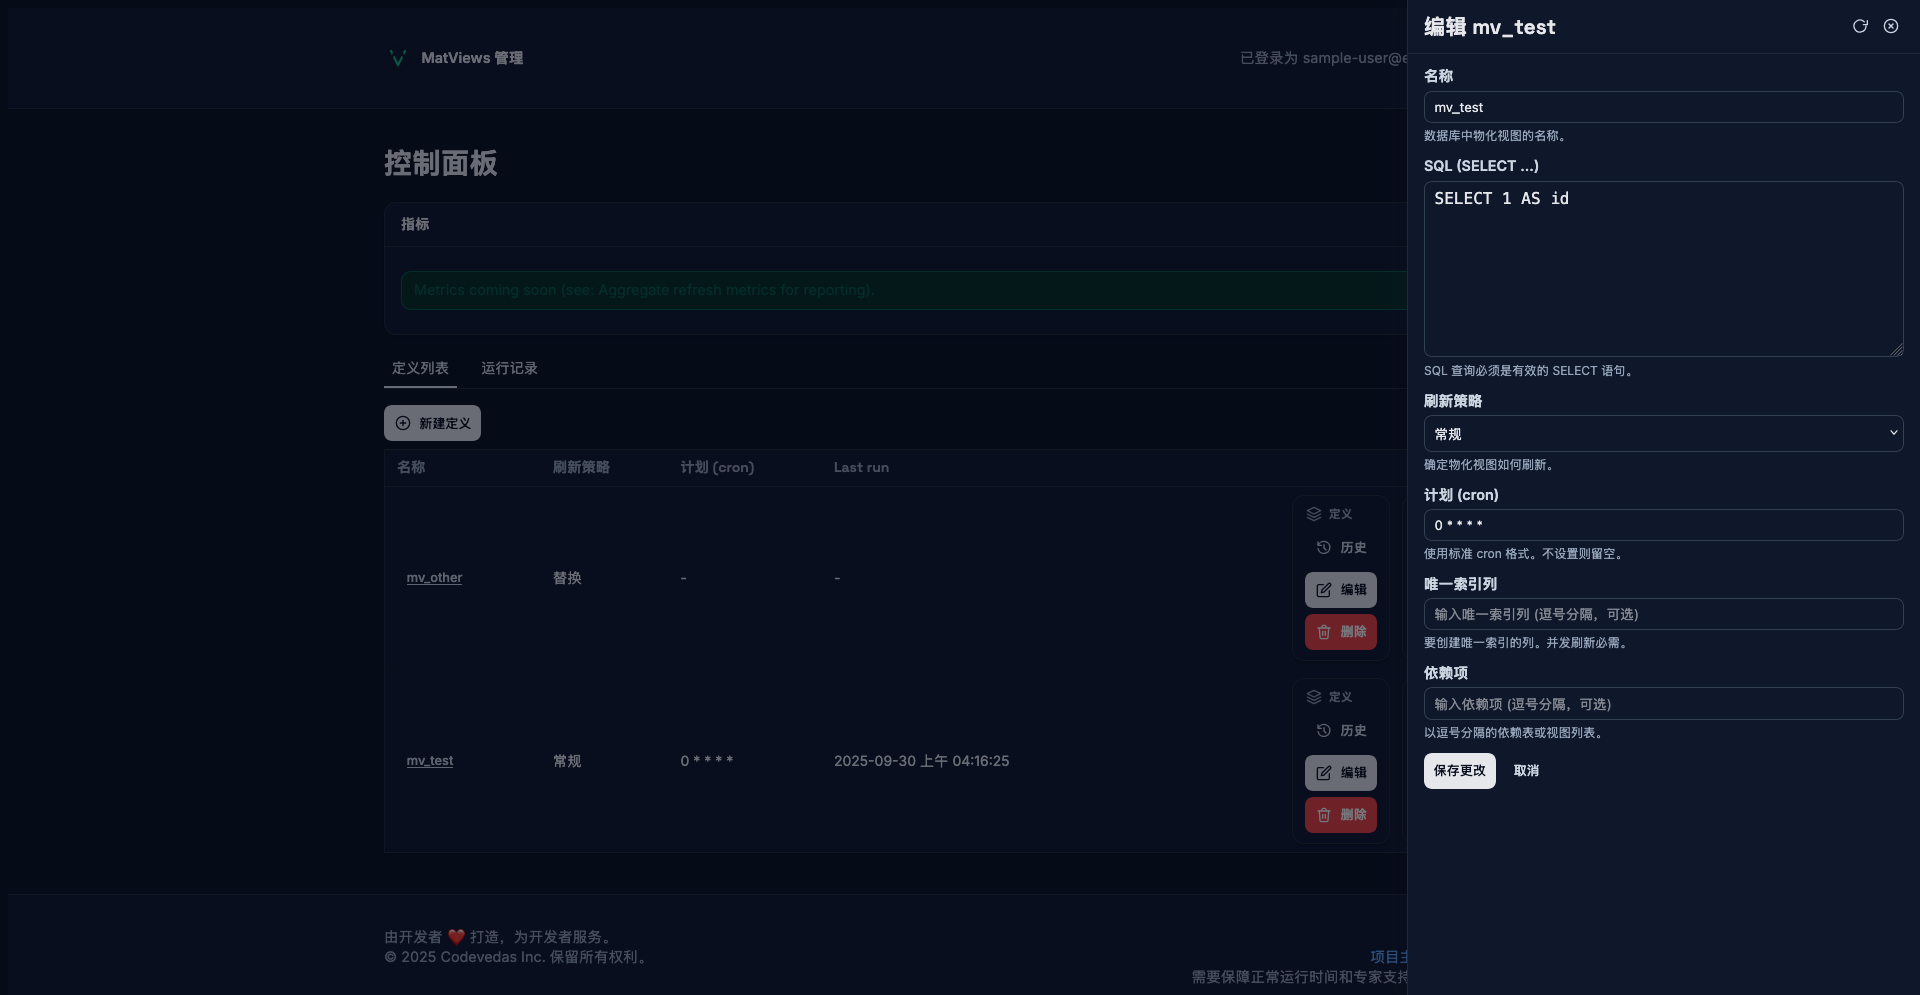 MatViews 管理
已登录为 sample-user@e
控制面板
指标
Metrics coming soon (see: Aggregate refresh metrics for reporting).
定义列表 运行记录
新建定义
名称 刷新策略 计划 (cron) Last run
定义
历史
mv_other 替换 - -
编辑
删除
定义
历史
mv_test 常规 0 * * * * 2025-09-30 上午 04:16:25
编辑
删除
由开发者 ❤️ 打造，为开发者服务。
© 2025 Codevedas Inc. 保留所有权利。
项目主
需要保障正常运行时间和专家支持
编辑 mv_test
名称
mv_test
数据库中物化视图的名称。
SQL (SELECT ...)
SELECT 1 AS id
SQL 查询必须是有效的 SELECT 语句。
刷新策略
常规
确定物化视图如何刷新。
计划 (cron)
0 * * * *
使用标准 cron 格式。不设置则留空。
唯一索引列
输入唯一索引列 (逗号分隔，可选)
要创建唯一索引的列。并发刷新必需。
依赖项
输入依赖项 (逗号分隔，可选)
以逗号分隔的依赖表或视图列表。
保存更改 取消